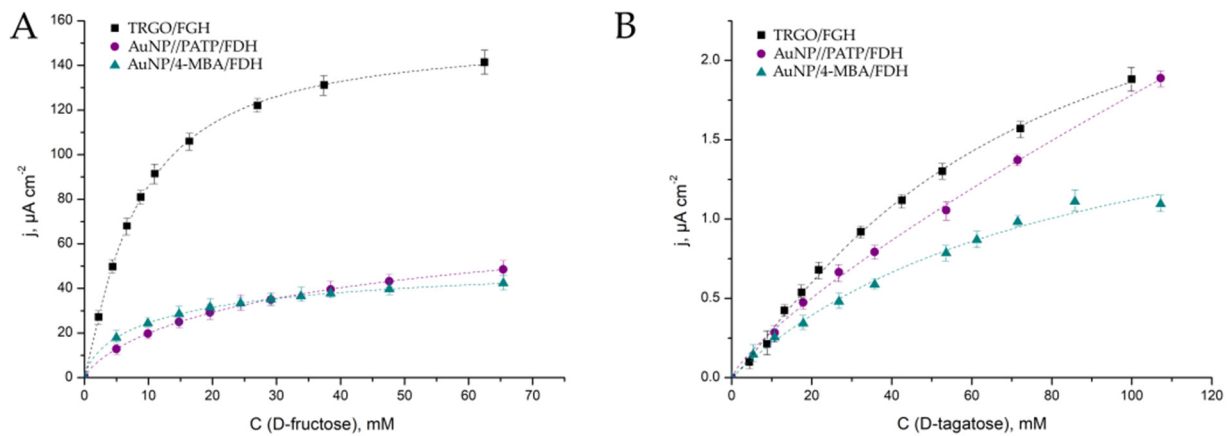 A
TRGO/FGH
AuNP//PATP/FDH
AuNP/4-MBA/FDH
160
140
120
100
80
60
40
20
0
j, µA cm-2
0 10 20 30 40 50 60 70
C (D-fructose), mM
B
TRGO/FGH
AuNP//PATP/FDH
AuNP/4-MBA/FDH
2.0
1.5
1.0
0.5
0.0
j, µA cm-2
0 20 40 60 80 100 120
C (D-tagatose), mM